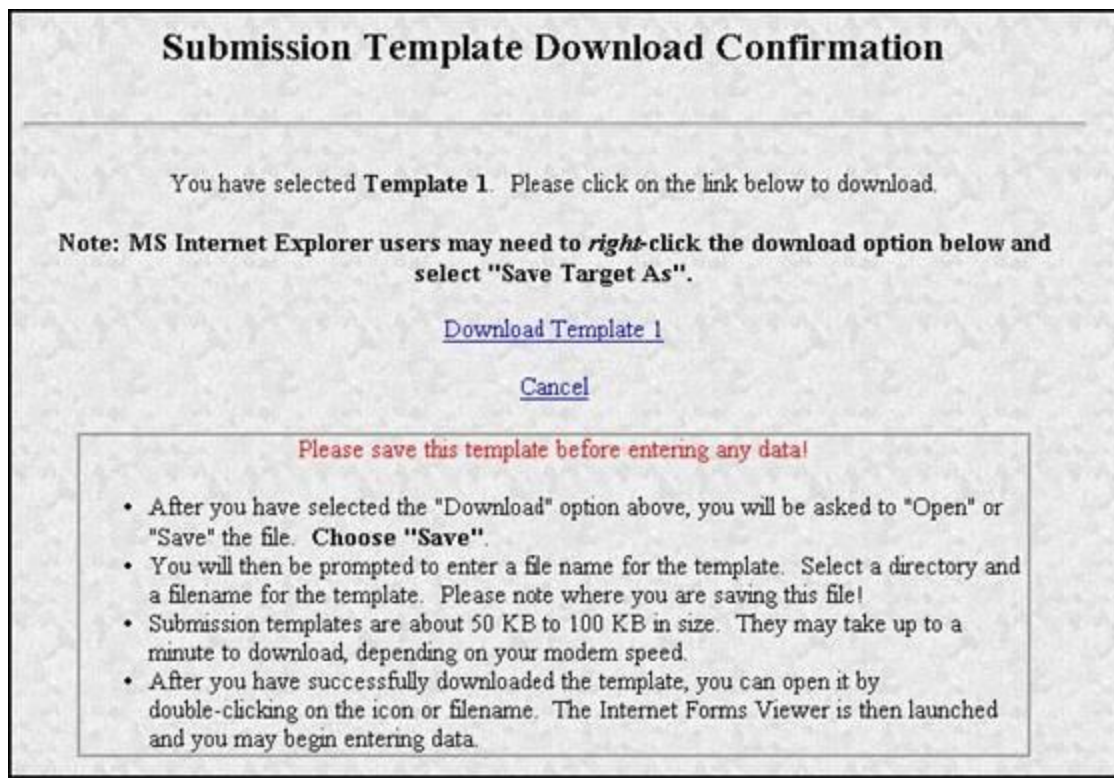 Submission Template Download Confirmation
You have selected Template 1. Please click on the link below to download.
Note: MS Internet Explorer users may need to right-click the download option below and
select "Save Target As".
Download Template 1
Cancel
Please save this template before entering any data!
• After you have selected the "Download" option above, you will be asked to "Open" or
"Save" the file. Choose "Save".
• You will then be prompted to enter a file name for the template. Select a directory and
a filename for the template. Please note where you are saving this file!
• Submission templates are about 50 KB to 100 KB in size. They may take up to a
minute to download, depending on your modem speed.
• After you have successfully downloaded the template, you can open it by
double-clicking on the icon or filename. The Internet Forms Viewer is then launched
and you may begin entering data.